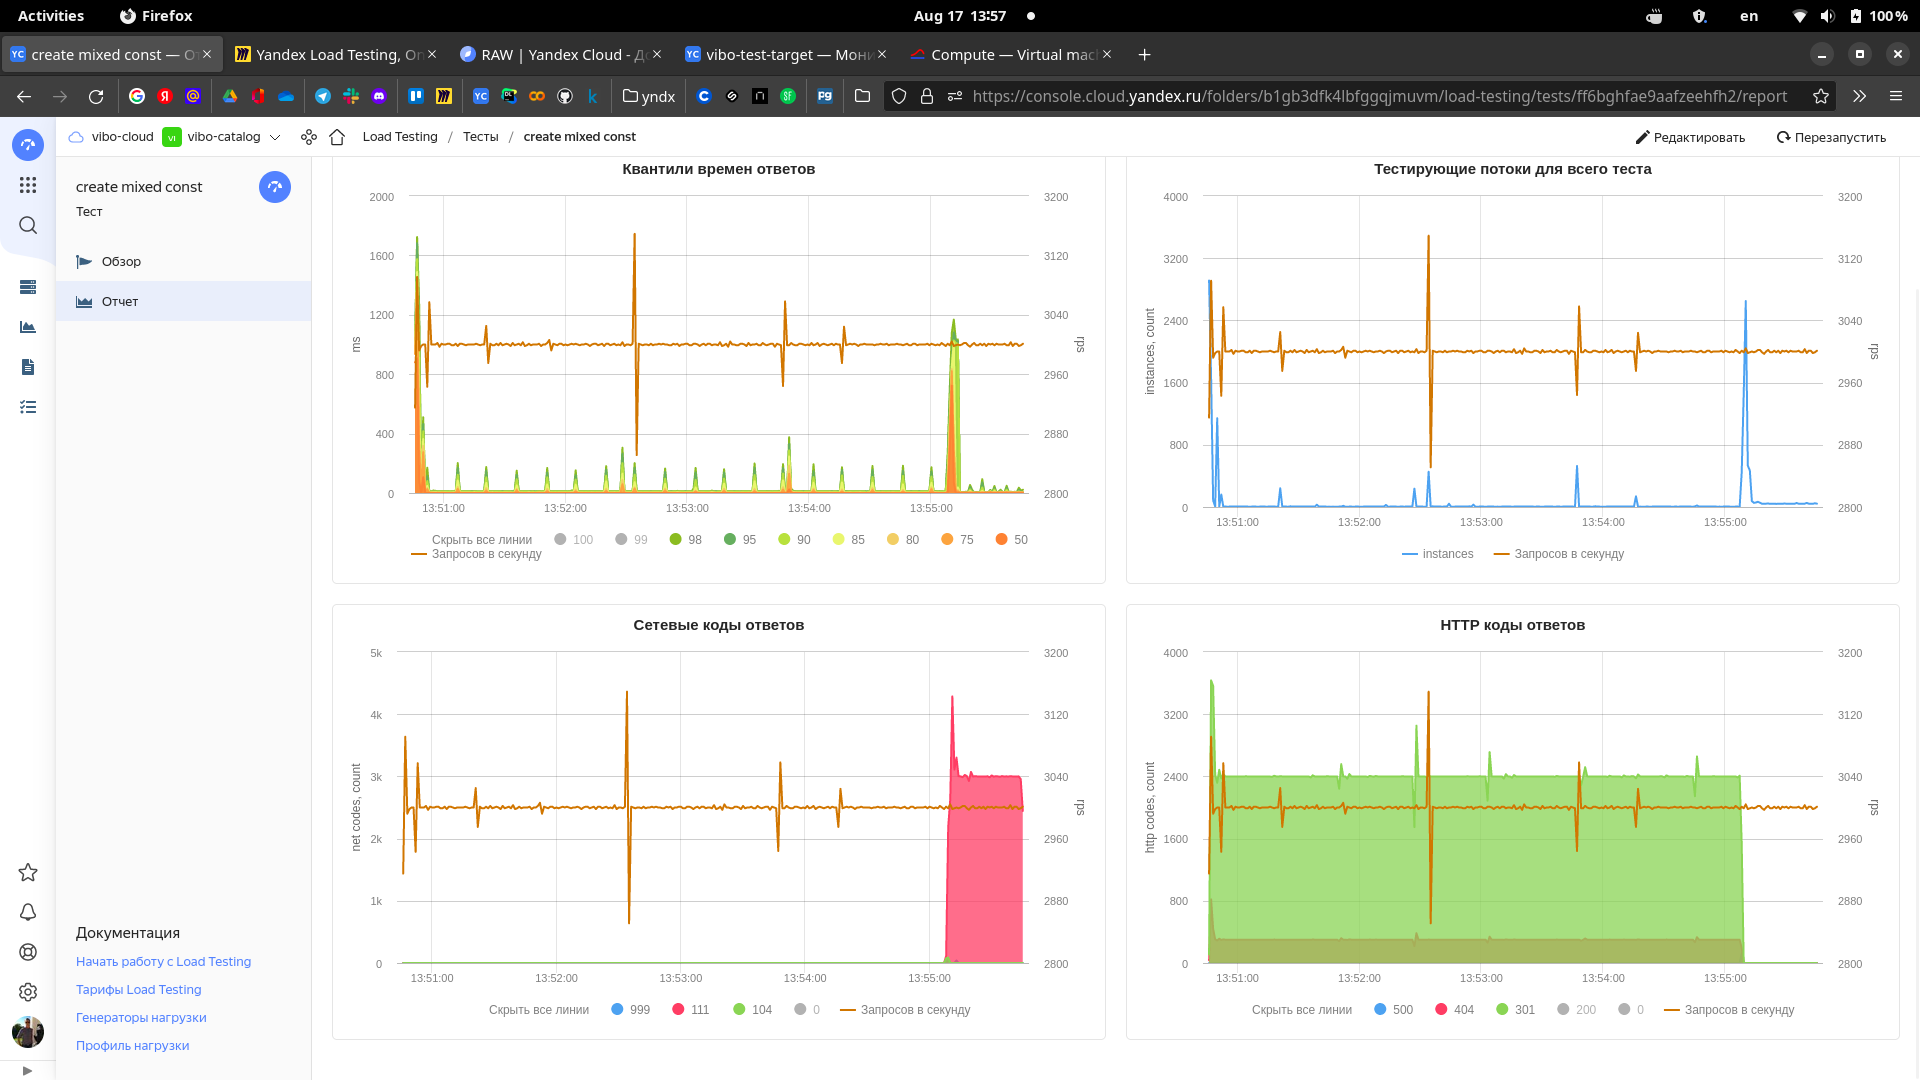 Activities
Firefox
Aug 17 13:57
en
100 %
create mixed const — О
Yandex Load Testing, Оп
RAW | Yandex Cloud - До
vibo-test-target — Мони
Compute — Virtual mac
yndx
https://console.cloud.yandex.ru/folders/b1gb3dfk4lbfggqjmuvm/load-testing/tests/ff6bghfae9aafzeehfh2/report
vibo-cloud
vibo-catalog
Load Testing / Тесты / create mixed const
Редактировать
Перезапустить
create mixed const
Тест
Обзор
Отчет
Документация
Начать работу с Load Testing
Тарифы Load Testing
Генераторы нагрузки
Профиль нагрузки
Квантили времен ответов
2000
1600
1200
800
400
0
ms
3200
3120
3040
2960
2880
2800
rps
13:51:00 13:52:00 13:53:00 13:54:00 13:55:00
Скрыть все линии 100 99 98 95 90 85 80 75 50
Запросов в секунду
Тестирующие потоки для всего теста
4000
3200
2400
1600
800
0
instances, count
3200
3120
3040
2960
2880
2800
rps
13:51:00 13:52:00 13:53:00 13:54:00 13:55:00
instances Запросов в секунду
Сетевые коды ответов
5k
4k
3k
2k
1k
0
net codes, count
3200
3120
3040
2960
2880
2800
rps
13:51:00 13:52:00 13:53:00 13:54:00 13:55:00
Скрыть все линии 999 111 104 0 Запросов в секунду
HTTP коды ответов
4000
3200
2400
1600
800
0
http codes, count
3200
3120
3040
2960
2880
2800
rps
13:51:00 13:52:00 13:53:00 13:54:00 13:55:00
Скрыть все линии 500 404 301 200 0 Запросов в секунду